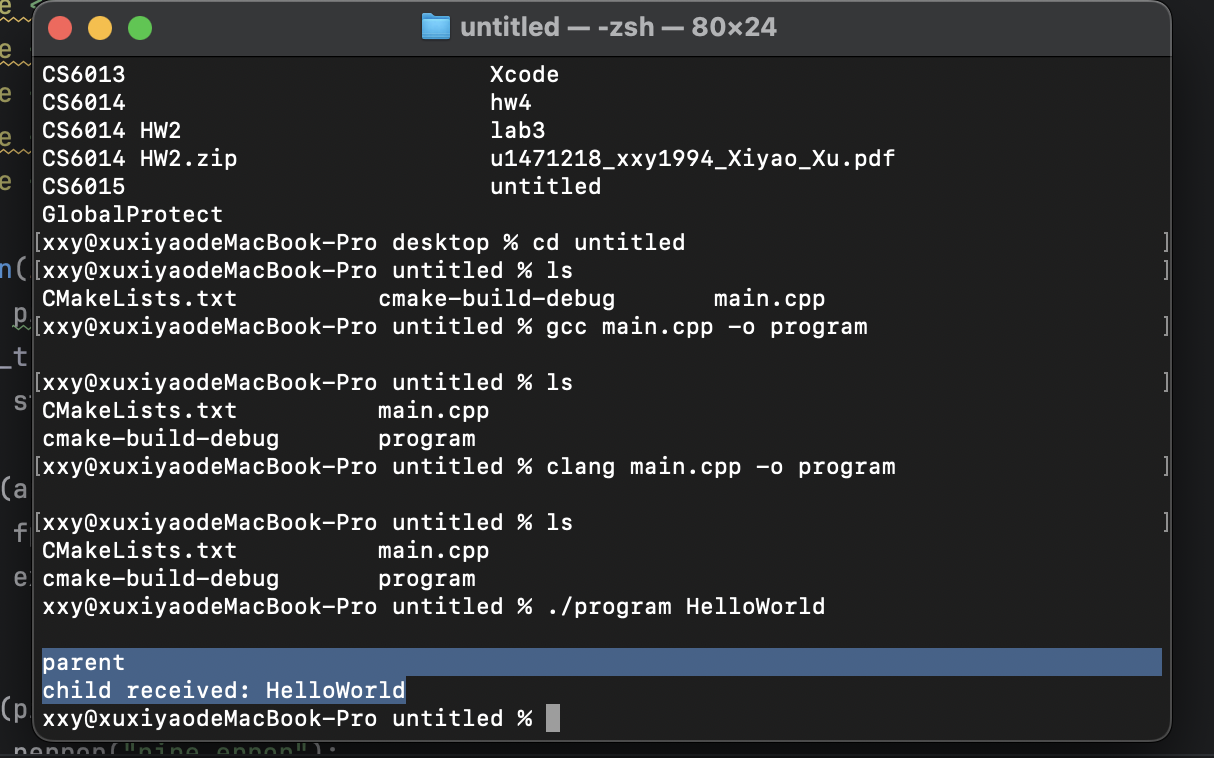 untitled — -zsh — 80×24
CS6013 Xcode
CS6014 hw4
CS6014 HW2 lab3
CS6014 HW2.zip u1471218_xxy1994_Xiyao_Xu.pdf
CS6015 untitled
GlobalProtect
[xxy@xuxiyaodeMacBook-Pro desktop % cd untitled ]
[xxy@xuxiyaodeMacBook-Pro untitled % ls ]
CMakeLists.txt cmake-build-debug main.cpp
[xxy@xuxiyaodeMacBook-Pro untitled % gcc main.cpp -o program ]
[xxy@xuxiyaodeMacBook-Pro untitled % ls ]
CMakeLists.txt main.cpp
cmake-build-debug program
[xxy@xuxiyaodeMacBook-Pro untitled % clang main.cpp -o program ]
[xxy@xuxiyaodeMacBook-Pro untitled % ls ]
CMakeLists.txt main.cpp
cmake-build-debug program
xxy@xuxiyaodeMacBook-Pro untitled % ./program HelloWorld
parent
child received: HelloWorld
xxy@xuxiyaodeMacBook-Pro untitled %